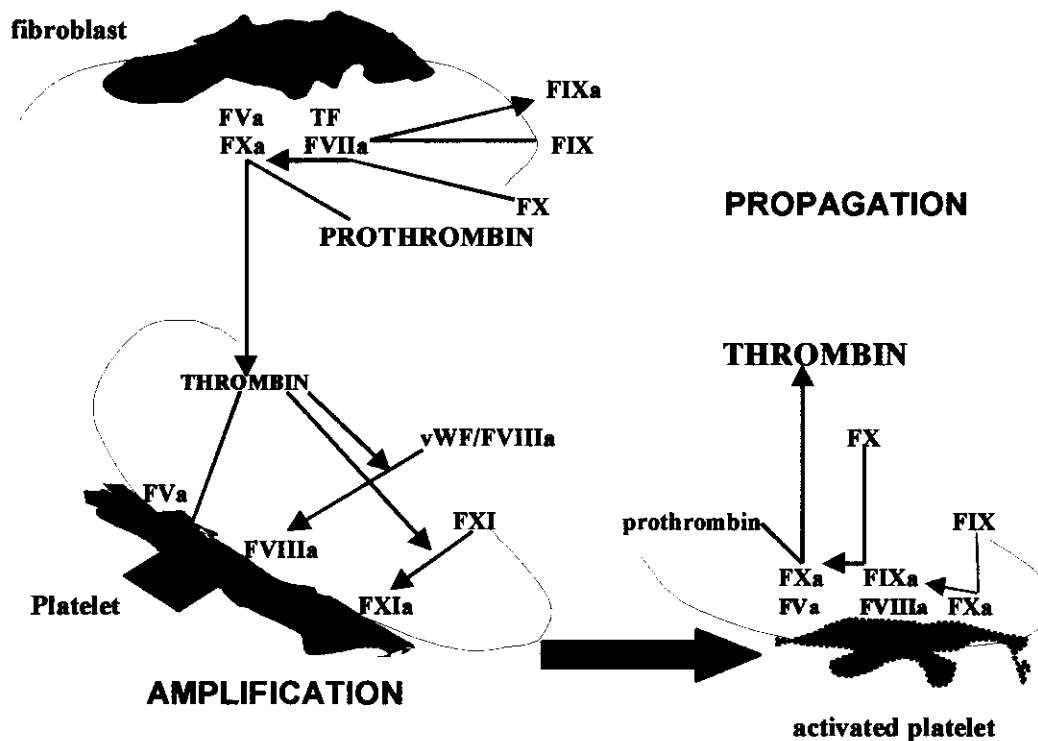 fibroblast
FIXa
FVa TF
FXa FVIIa
FIX
FX
PROTHROMBIN
PROPAGATION
THROMBIN
THROMBIN
FX
vWF/FVIIIa
FVa
FXI
prothrombin
FIX
FVIIIa
FXa FIXa
Platelet
FXIa
FVa FVIIIa FXa
AMPLIFICATION
activated platelet